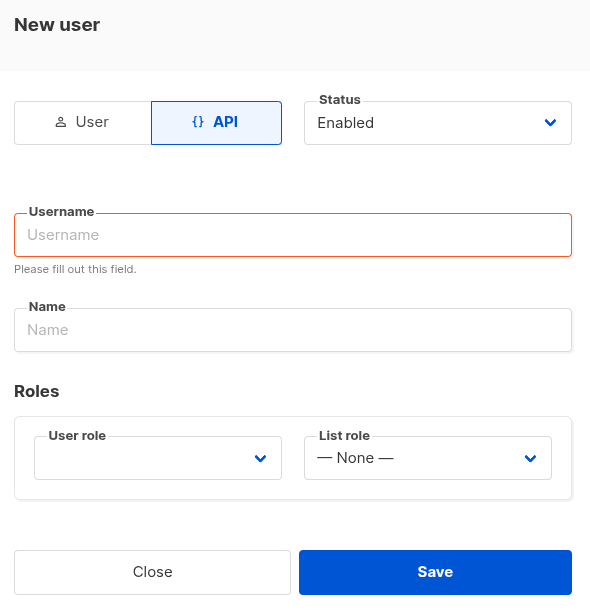 New user
User
{} API
Status
Enabled
Username
Username
Please fill out this field.
Name
Name
Roles
User role
List role
— None —
Close
Save